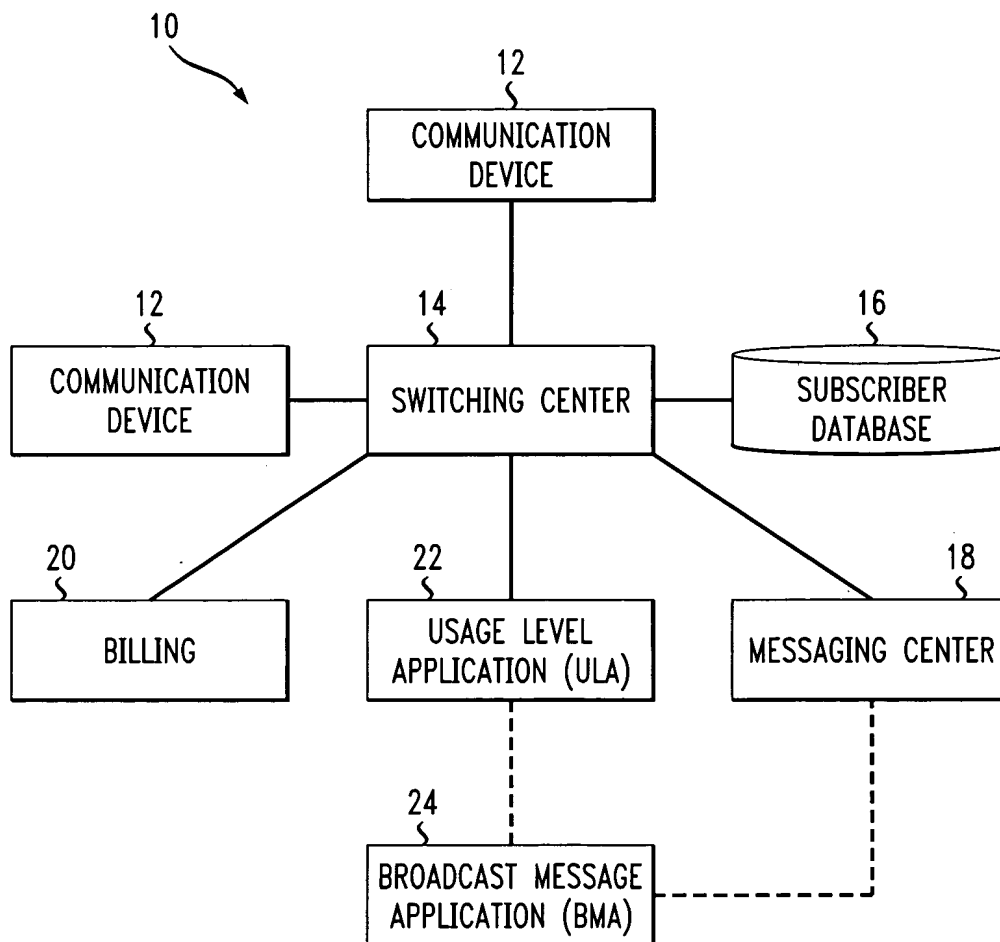 10
12
COMMUNICATION
DEVICE
12
COMMUNICATION
DEVICE
14
SWITCHING CENTER
16
SUBSCRIBER
DATABASE
20
BILLING
22
USAGE LEVEL
APPLICATION (ULA)
18
MESSAGING CENTER
24
BROADCAST MESSAGE
APPLICATION (BMA)